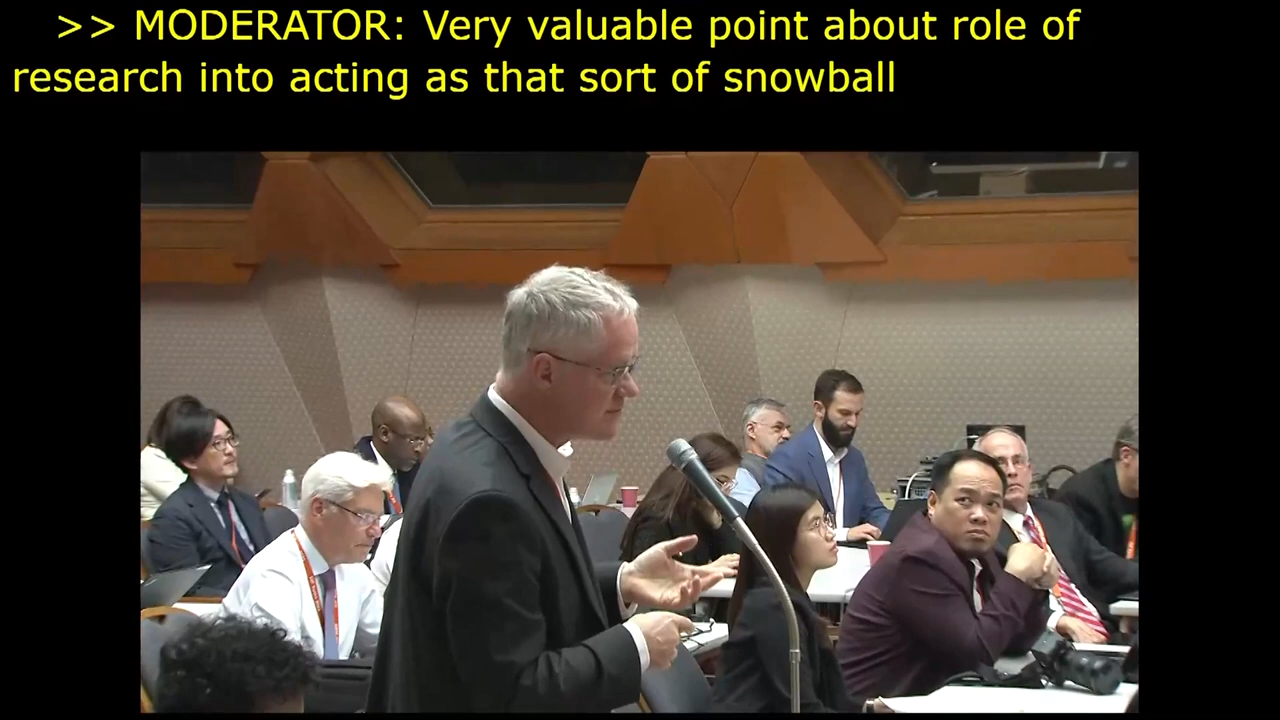 >> MODERATOR: Very valuable point about role of
research into acting as that sort of snowball